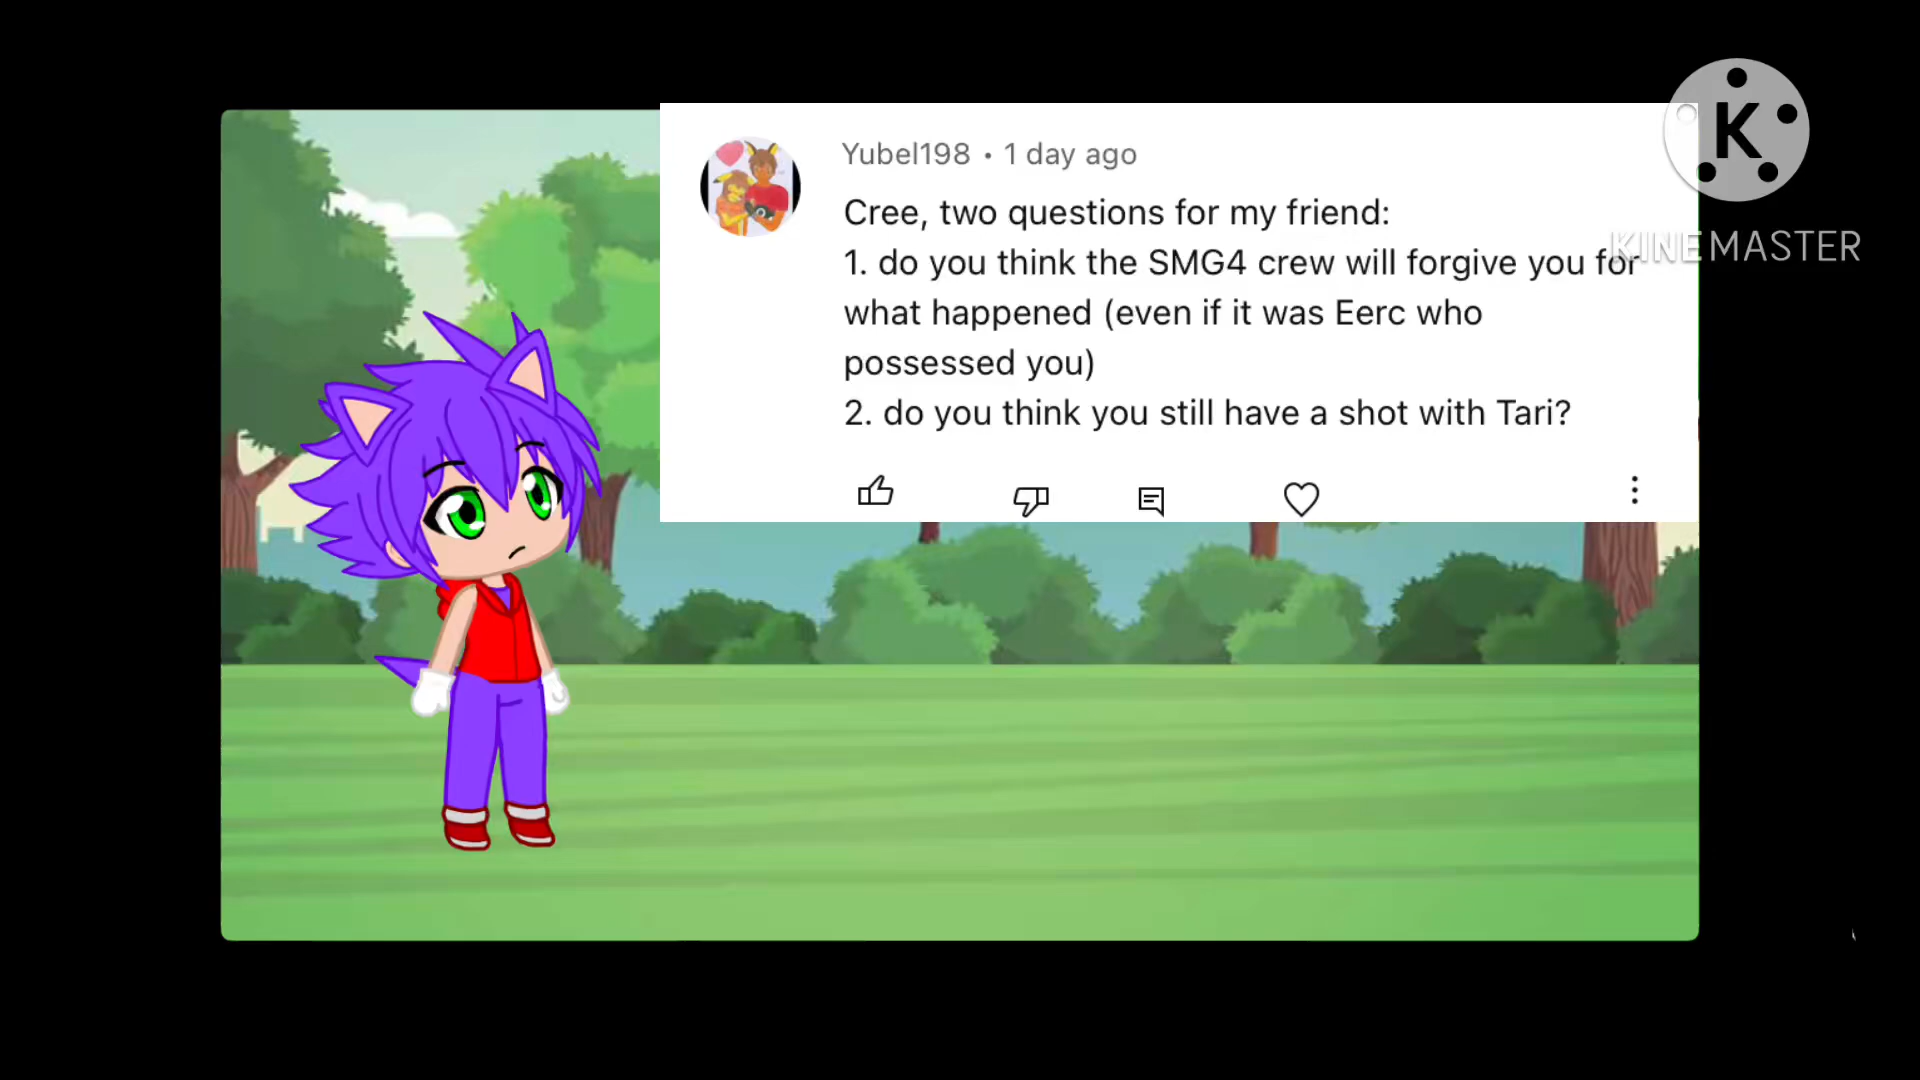 Yubel198 • 1 day ago
Cree, two questions for my friend:
1. do you think the SMG4 crew will forgive you for
what happened (even if it was Eerc who
possessed you)
2. do you think you still have a shot with Tari?
K
KINEMASTER